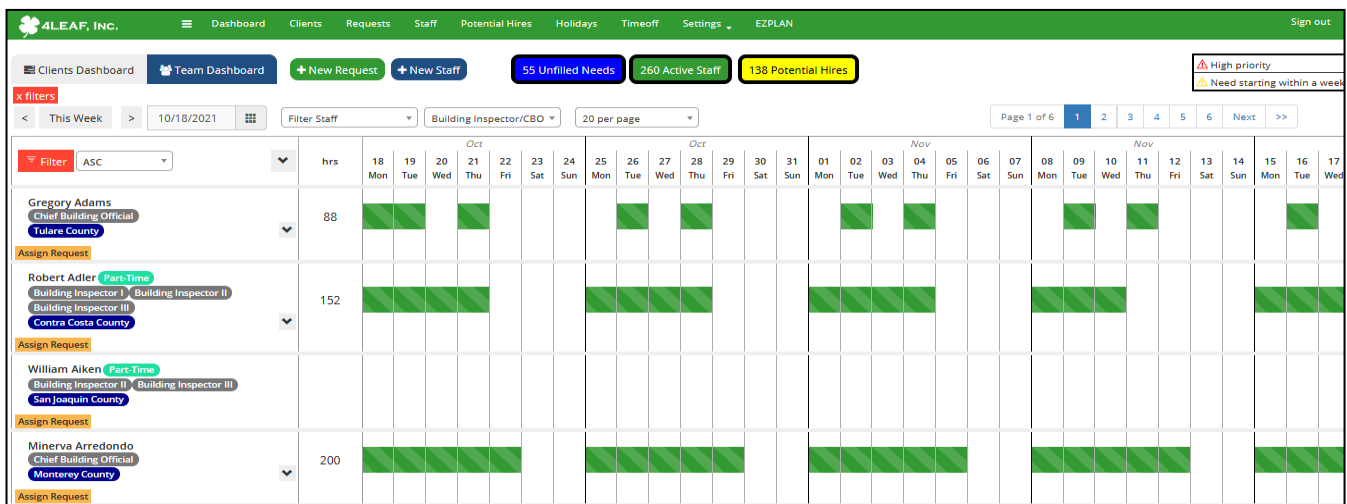 4LEAF, INC. Dashboard Clients Requests Staff Potential Hires Holidays Timeoff Settings EZPLAN Sign out
Clients Dashboard Team Dashboard + New Request + New Staff 55 Unfilled Needs 260 Active Staff 138 Potential Hires High priority
Need starting within a week
x filters
< This Week > 10/18/2021 Filter Staff Building Inspector/CBO 20 per page Page 1 of 6 1 2 3 4 5 6 Next >>
Oct Oct Nov Nov
Filter ASC hrs 18 19 20 21 22 23 24 25 26 27 28 29 30 31 01 02 03 04 05 06 07 08 09 10 11 12 13 14 15 16 17
Mon Tue Wed Thu Fri Sat Sun Mon Tue Wed Thu Fri Sat Sun Mon Tue Wed Thu Fri Sat Sun Mon Tue Wed Thu Fri Sat Sun Mon Tue Wed
Gregory Adams
Chief Building Official
88
Tulare County
Assign Request
Robert Adler Part-Time
Building Inspector I Building Inspector II
152
Building Inspector III
Contra Costa County
Assign Request
William Aiken Part-Time
Building Inspector II Building Inspector III
San Joaquin County
Assign Request
Minerva Arredondo
Chief Building Official
200
Monterey County
Assign Request